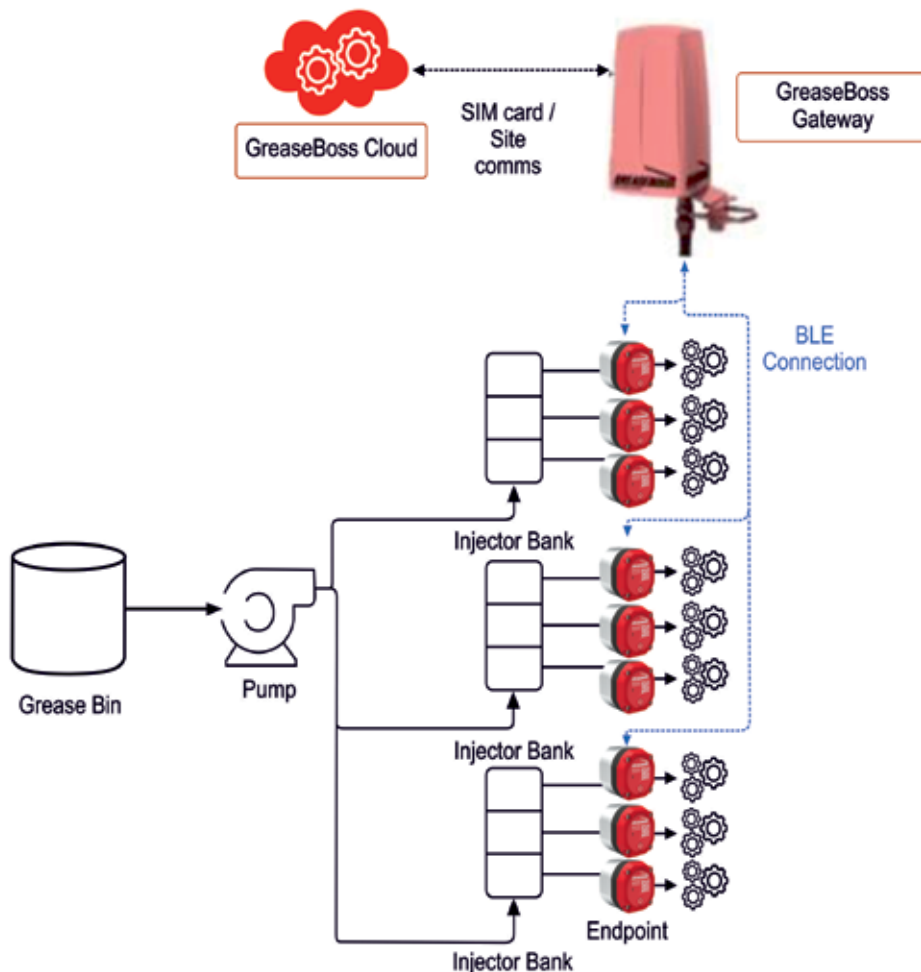 SIM card /
Site
comms
GreaseBoss Cloud
GreaseBoss
Gateway
GREASEBOSS
BLE
Connection
Injector Bank
Grease Bin
Pump
Injector Bank
Endpoint
Injector Bank